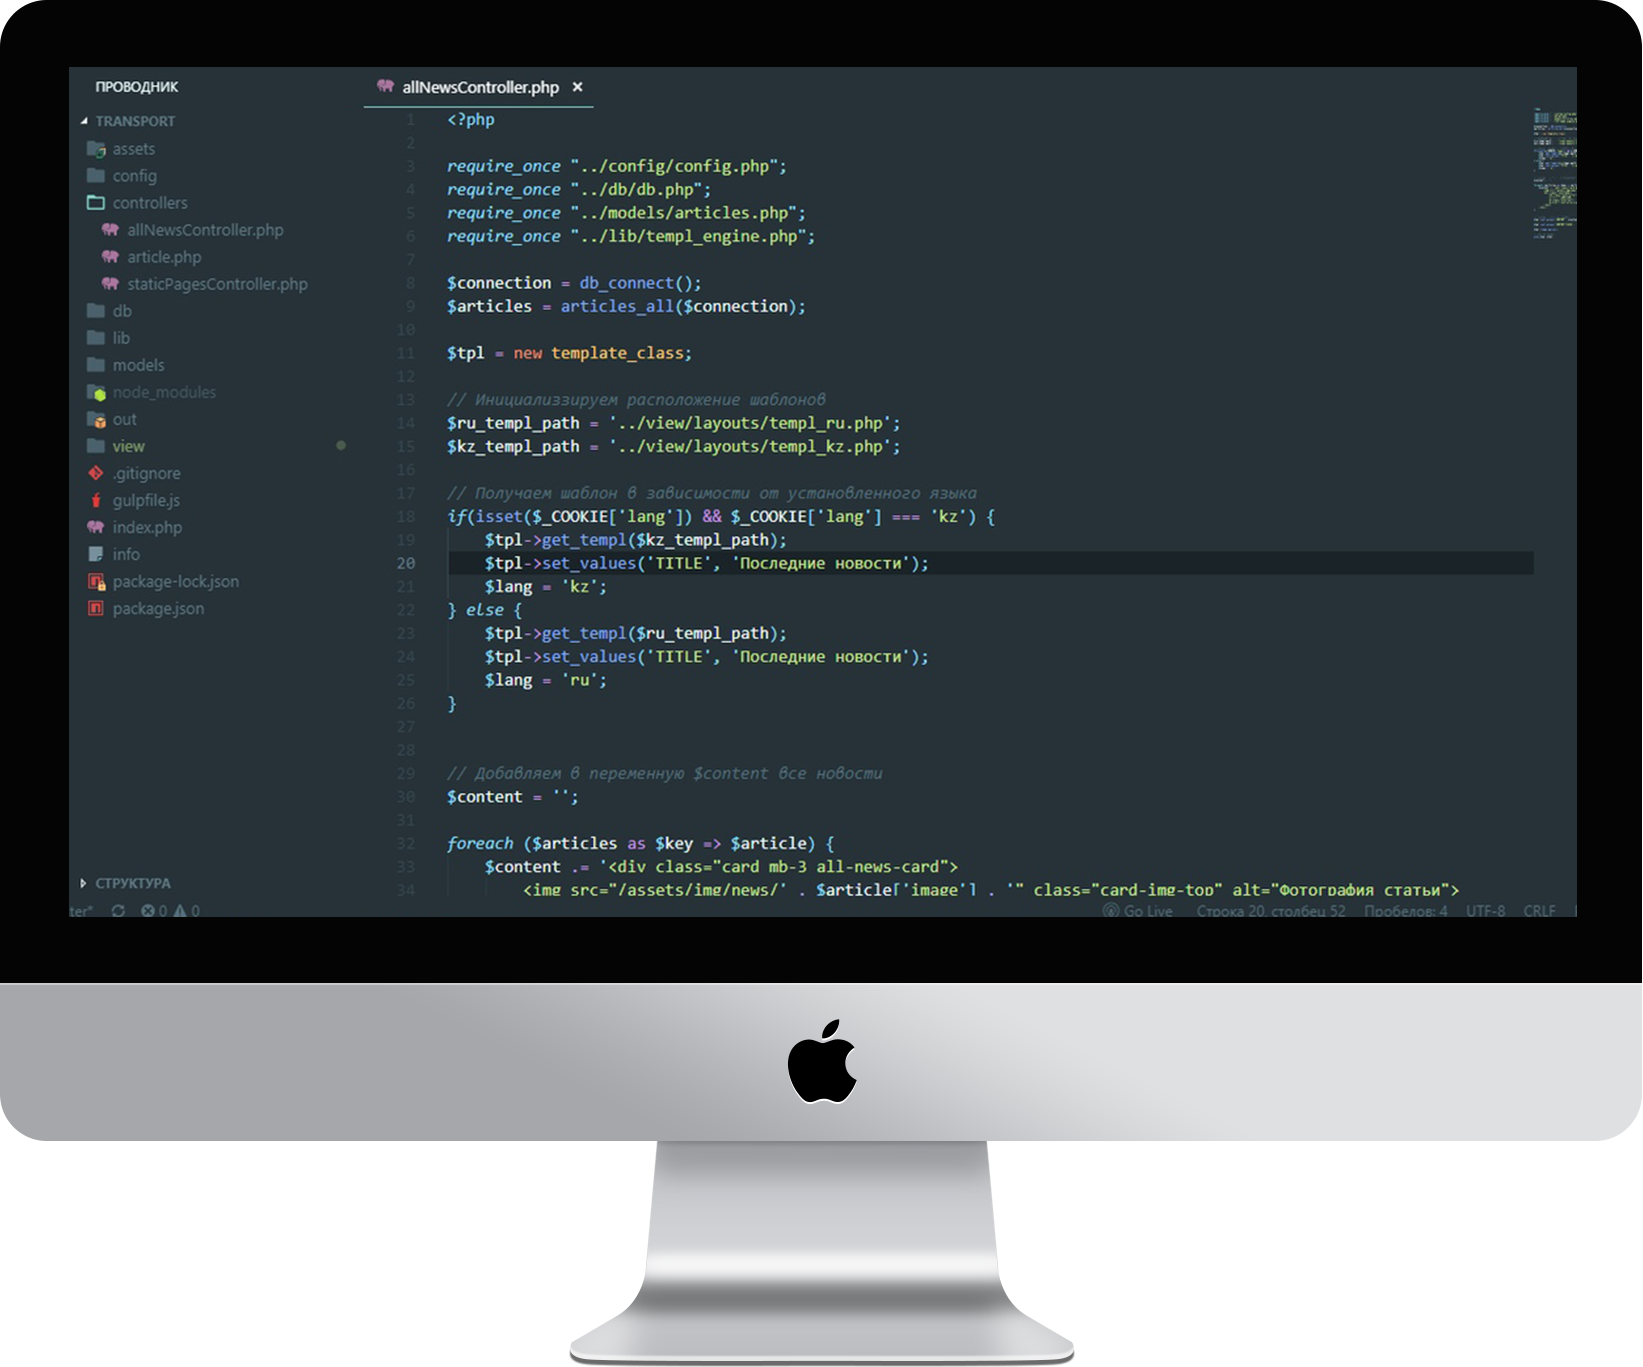 ПРОВОДНИК
TRANSPORT
assets
config
controllers
allNewsController.php
article.php
staticPagesController.php
db
lib
models
node_modules
out
view
.gitignore
gulpfile.js
index.php
info
package-lock.json
package.json
СТРУКТУРА
allNewsController.php ×
1 <?php
2
3 require_once "../config/config.php";
4 require_once "../db/db.php";
5 require_once "../models/articles.php";
6 require_once "../lib/templ_engine.php";
7
8 $connection = db_connect();
9 $articles = articles_all($connection);
10
11 $tpl = new template_class;
12
13 // Инициализзируем расположение шаблонов
14 $ru_templ_path = '../view/layouts/templ_ru.php';
15 $kz_templ_path = '../view/layouts/templ_kz.php';
16
17 // Получаем шаблон в зависимости от установленного языка
18 if(isset($_COOKIE['lang']) && $_COOKIE['lang'] === 'kz') {
19 $tpl->get_templ($kz_templ_path);
20 $tpl->set_values('TITLE', 'Последние новости');
21 $lang = 'kz';
22 } else {
23 $tpl->get_templ($ru_templ_path);
24 $tpl->set_values('TITLE', 'Последние новости');
25 $lang = 'ru';
26 }
27
28
29 // Добавляем в переменную $content все новости
30 $content = '';
31
32 foreach ($articles as $key => $article) {
33 $content .= '<div class="card mb-3 all-news-card">
34 <img src="/assets/img/news/' . $article['image'] . '" class="card-img-top" alt="Фотография статьи">
ter* 0 0 Go Live Строка 20, столбец 52 Пробелов: 4 UTF-8 CRLF